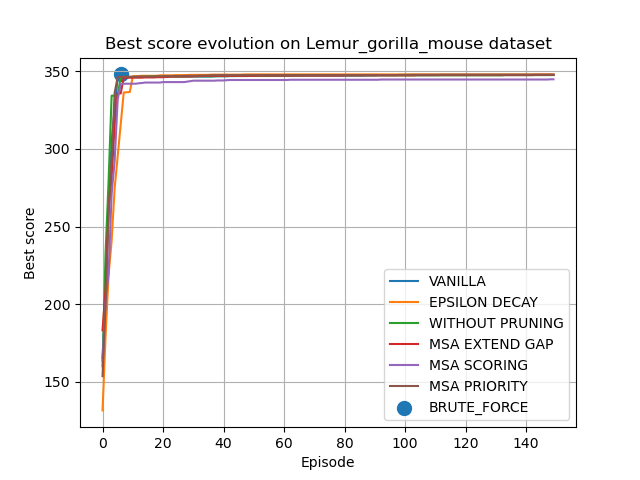 Best score evolution on Lemur_gorilla_mouse dataset
Best score
350
300
250
200
150
0 20 40 60 80 100 120 140
Episode
VANILLA
EPSILON DECAY
WITHOUT PRUNING
MSA EXTEND GAP
MSA SCORING
MSA PRIORITY
BRUTE_FORCE